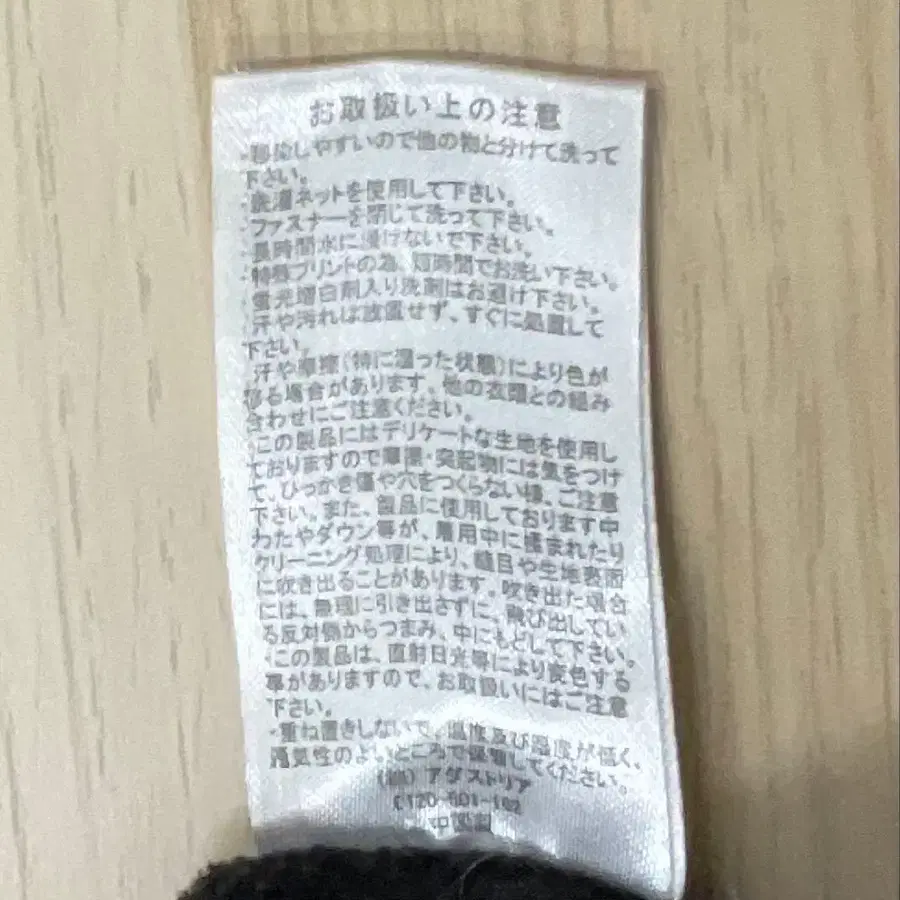 お取扱い上の注意
・移染しやすいので他の物と分けて洗って
下さい。
・洗濯ネットを使用して下さい。
・ファスナーを閉じて洗って下さい。
・長時間水に浸けないで下さい。
・特殊プリントの為、短時間でお洗い下さい。
・蛍光増白剤入り洗剤はお避け下さい。
・汗や汚れは放置せず、すぐに処置して
下さい。
・汗や摩擦(特に湿った状態)により色が
移る場合があります。他の衣類との組み
合わせにご注意ください。
・この製品にはデリケートな生地を使用し
ておりますので摩擦・突起物には気をつけ
て、ひっかき傷や穴をつくらない様、ご注意
下さい。また、製品に使用しております中
わたやダウン等が、着用中に揉まれたり
クリーニング処理により、縫目や生地表面
に吹き出ることがあります。吹き出た場合
には、無理に引き出さずに、飛び出してい
る反対側からつまみ、中にもどして下さい。
・この製品は、直射日光等により変色する
事がありますので、お取扱いにはご注意
下さい。
・重ね置きしないで、温度及び湿度が低く、
通気性のよいところで保管してください。
(株)アダストリア
0120-601-162
中国製